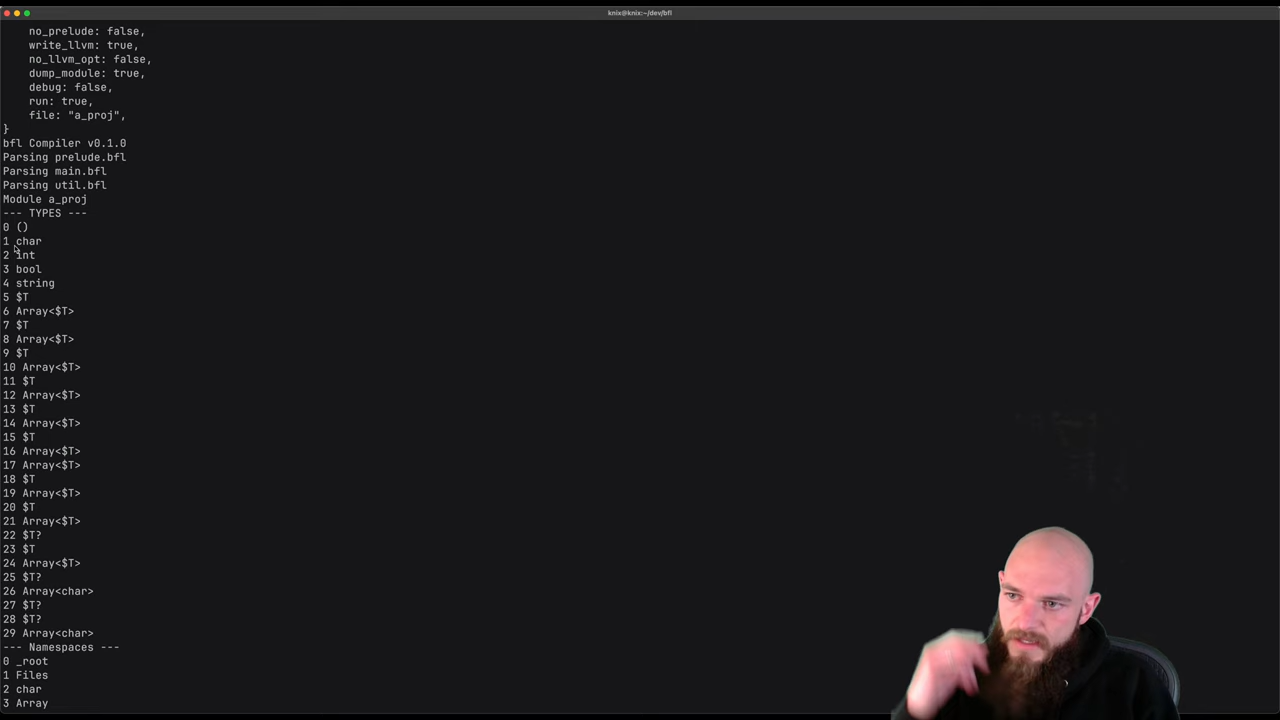 knix@knix:~/dev/bfl
no_prelude: false,
write_llvm: true,
no_llvm_opt: false,
dump_module: true,
debug: false,
run: true,
file: "a_proj",
}
bfl Compiler v0.1.0
Parsing prelude.bfl
Parsing main.bfl
Parsing util.bfl
Module a_proj
--- TYPES ---
0 ()
1 char
2 int
3 bool
4 string
5 $T
6 Array<$T>
7 $T
8 Array<$T>
9 $T
10 Array<$T>
11 $T
12 Array<$T>
13 $T
14 Array<$T>
15 $T
16 Array<$T>
17 Array<$T>
18 $T
19 Array<$T>
20 $T
21 Array<$T>
22 $T?
23 $T
24 Array<$T>
25 $T?
26 Array<char>
27 $T?
28 $T?
29 Array<char>
--- Namespaces ---
0 _root
1 Files
2 char
3 Array